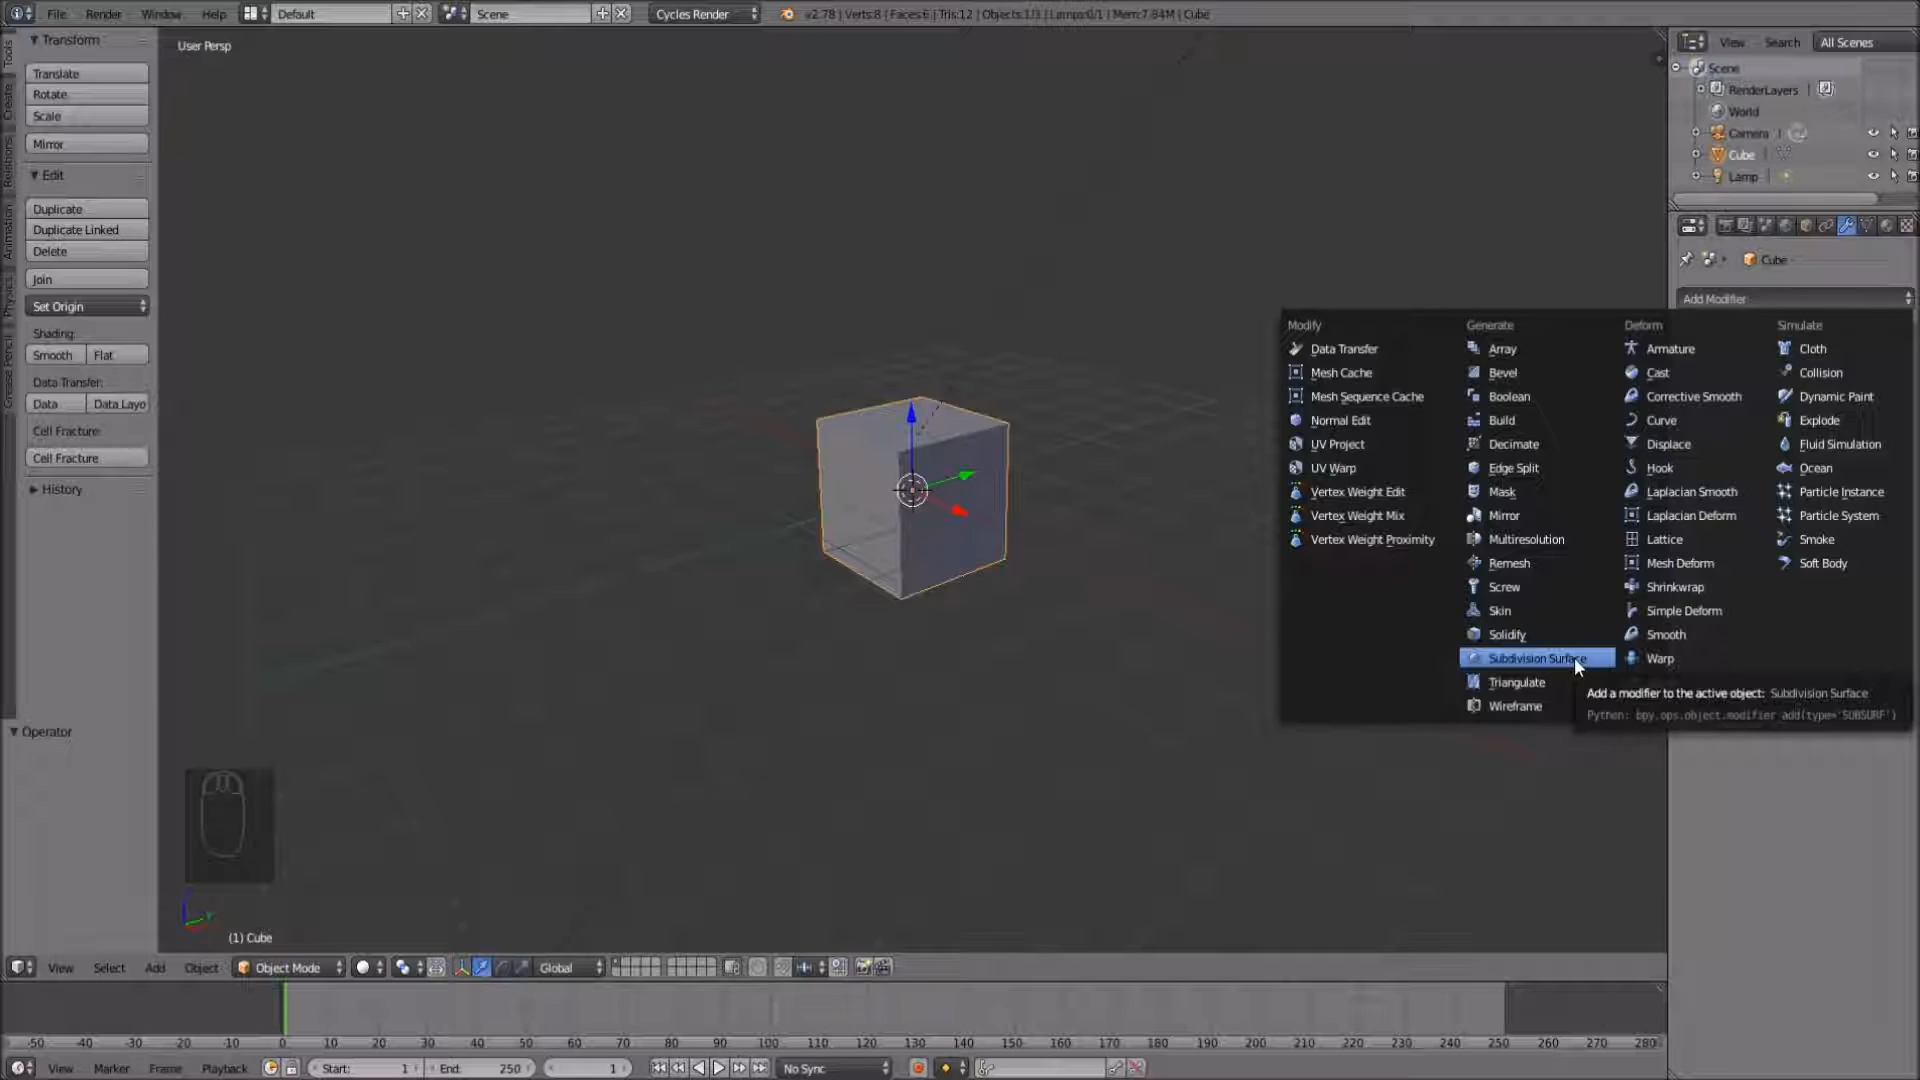 File Render Window Help Default Scene Cycles Render v2.78 | Verts:8 | Faces:6 | Tris:12 | Objects:1/3 | Lamps:0/1 | Mem:7.84M | Cube
Tools
Create
Relations
Animation
Physics
Grease Pencil
Transform
Translate
Rotate
Scale
Mirror
Edit
Duplicate
Duplicate Linked
Delete
Join
Set Origin
Shading:
Smooth Flat
Data Transfer:
Data Data Layo
Cell Fracture:
Cell Fracture
History
Operator
User Persp
(1) Cube
View Search All Scenes
Scene
RenderLayers
World
Camera
Cube
Lamp
Cube
Add Modifier
Modify
Data Transfer
Mesh Cache
Mesh Sequence Cache
Normal Edit
UV Project
UV Warp
Vertex Weight Edit
Vertex Weight Mix
Vertex Weight Proximity
Generate
Array
Bevel
Boolean
Build
Decimate
Edge Split
Mask
Mirror
Multiresolution
Remesh
Screw
Skin
Solidify
Subdivision Surface
Triangulate
Wireframe
Deform
Armature
Cast
Corrective Smooth
Curve
Displace
Hook
Laplacian Smooth
Laplacian Deform
Lattice
Mesh Deform
Shrinkwrap
Simple Deform
Smooth
Warp
Simulate
Cloth
Collision
Dynamic Paint
Explode
Fluid Simulation
Ocean
Particle Instance
Particle System
Smoke
Soft Body
Add a modifier to the active object: Subdivision Surface
Python: bpy.ops.object.modifier_add(type='SUBSURF')
View Select Add Object Object Mode Global
-50 -40 -30 -20 -10 0 10 20 30 40 50 60 70 80 90 100 110 120 130 140 150 160 170 180 190 200 210 220 230 240 250 260 270 280
View Marker Frame Playback Start: 1 End: 250 1 No Sync